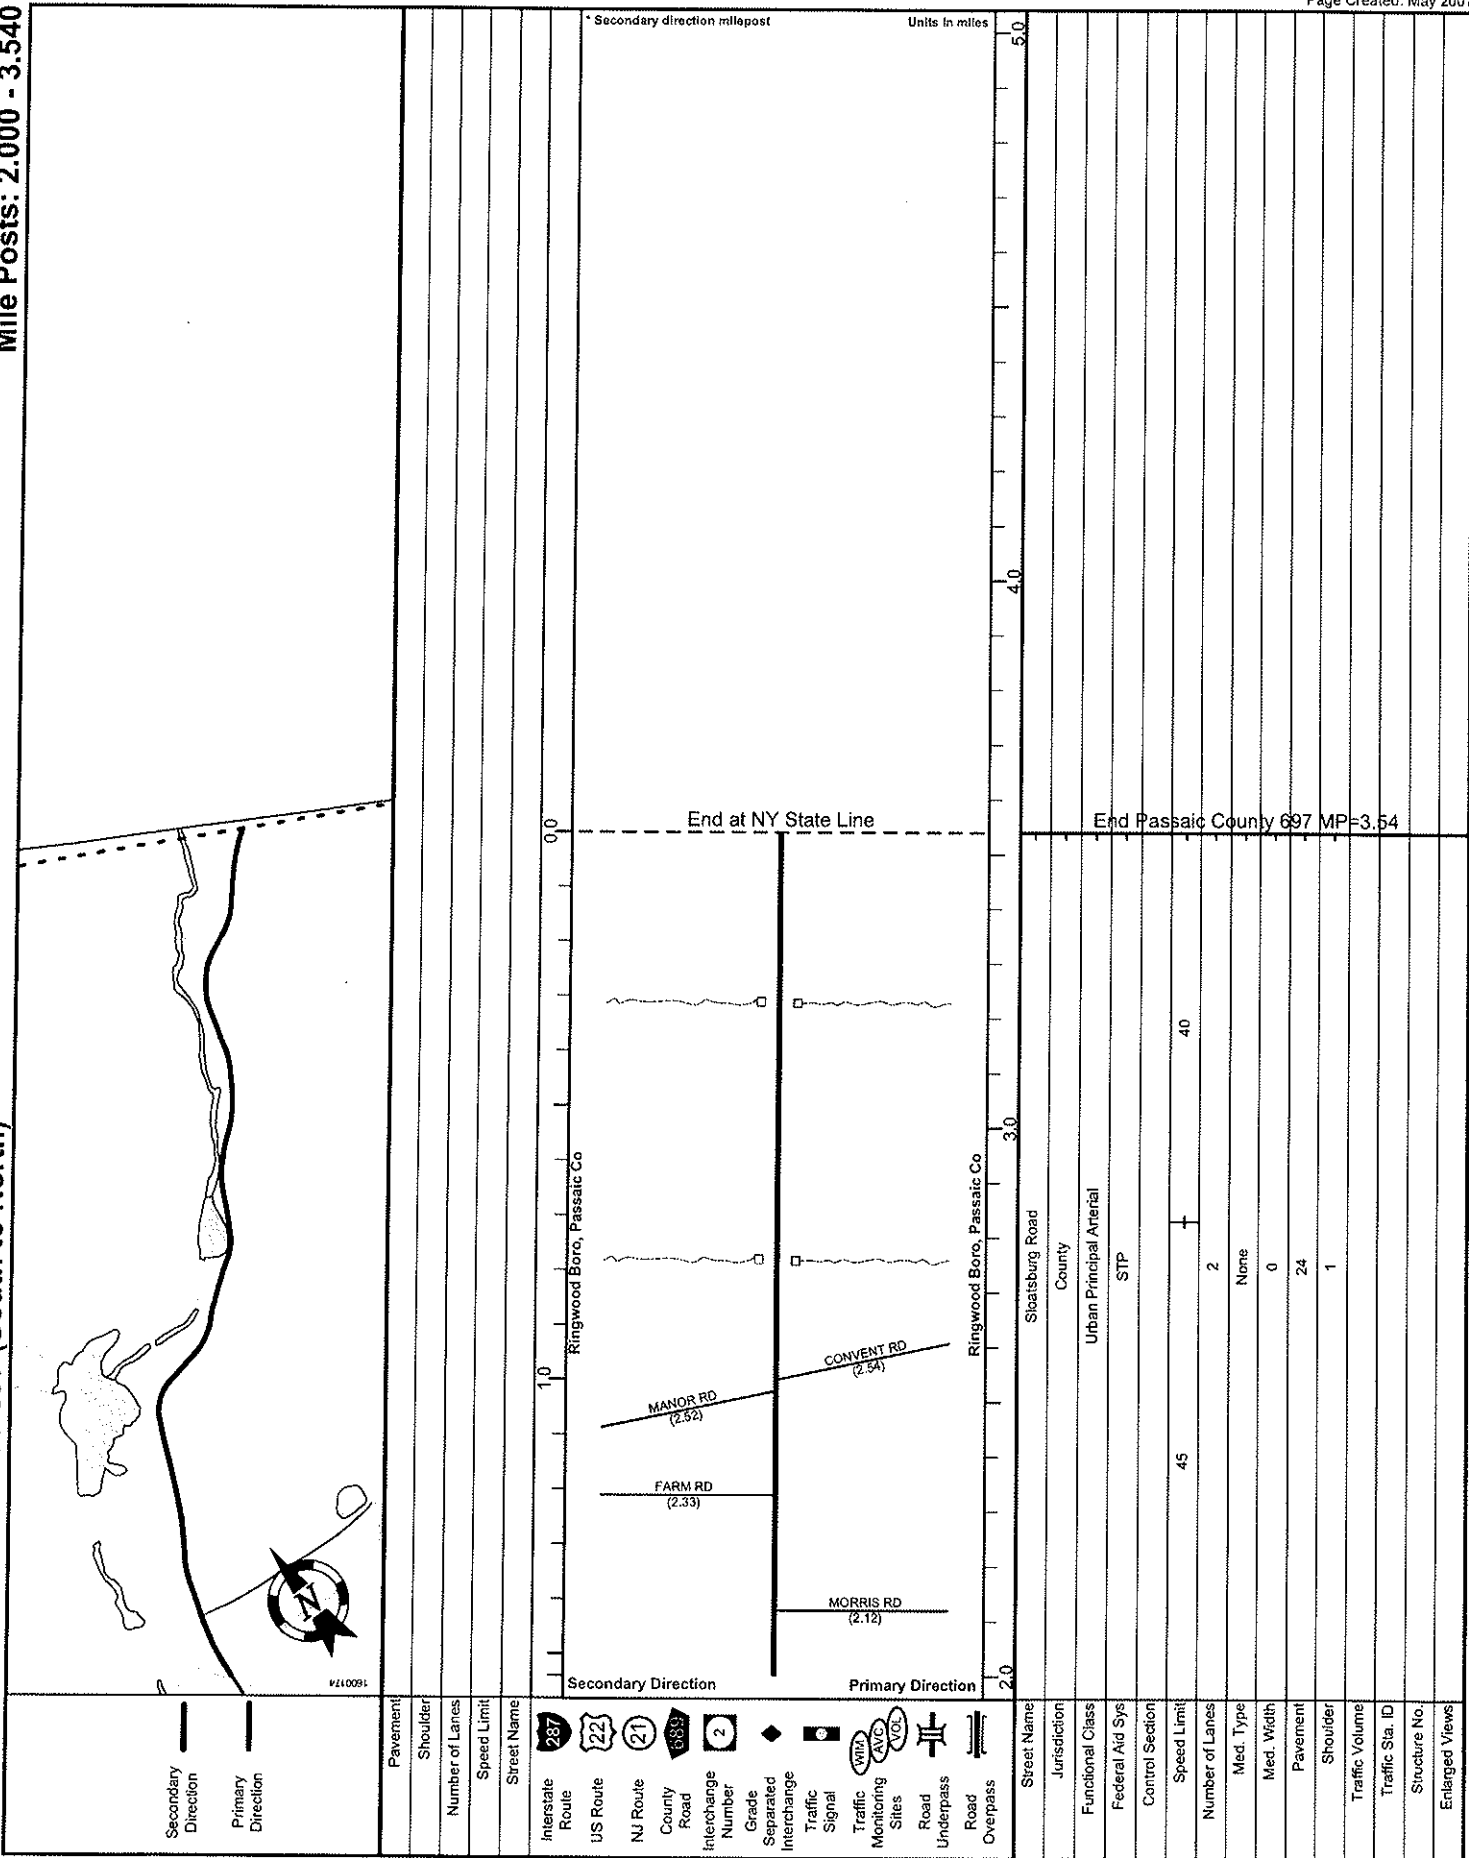 Page Created: May 2007
Mile Posts: 2.000 - 3.540
(South to North)
Secondary
Direction
Primary
Direction
1600174
Pavement
Shoulder
Number of Lanes
Speed Limit
Street Name
* Secondary direction milepost
Units in miles
0.0
1.0
5.0
4.0
3.0
2.0
End at NY State Line
Ringwood Boro, Passaic Co
Ringwood Boro, Passaic Co
CONVENT RD
(2.54)
MANOR RD
(2.52)
FARM RD
(2.33)
MORRIS RD
(2.12)
Secondary Direction
Primary Direction
End Passaic County 697 MP=3.54
Interstate
Route
287
US Route
22
NJ Route
21
County
Road
689
Interchange
Number
2
Grade
Separated
Interchange
Traffic
Signal
Traffic
Monitoring
Sites
WIM
AVC
VOL
Road
Underpass
Road
Overpass
Street Name
Sloatsburg Road
Jurisdiction
County
Functional Class
Urban Principal Arterial
Federal Aid Sys
STP
Control Section
Speed Limit
45
40
Number of Lanes
2
Med. Type
None
Med. Width
0
Pavement
24
Shoulder
1
Traffic Volume
Traffic Sta. ID
Structure No.
Enlarged Views
N